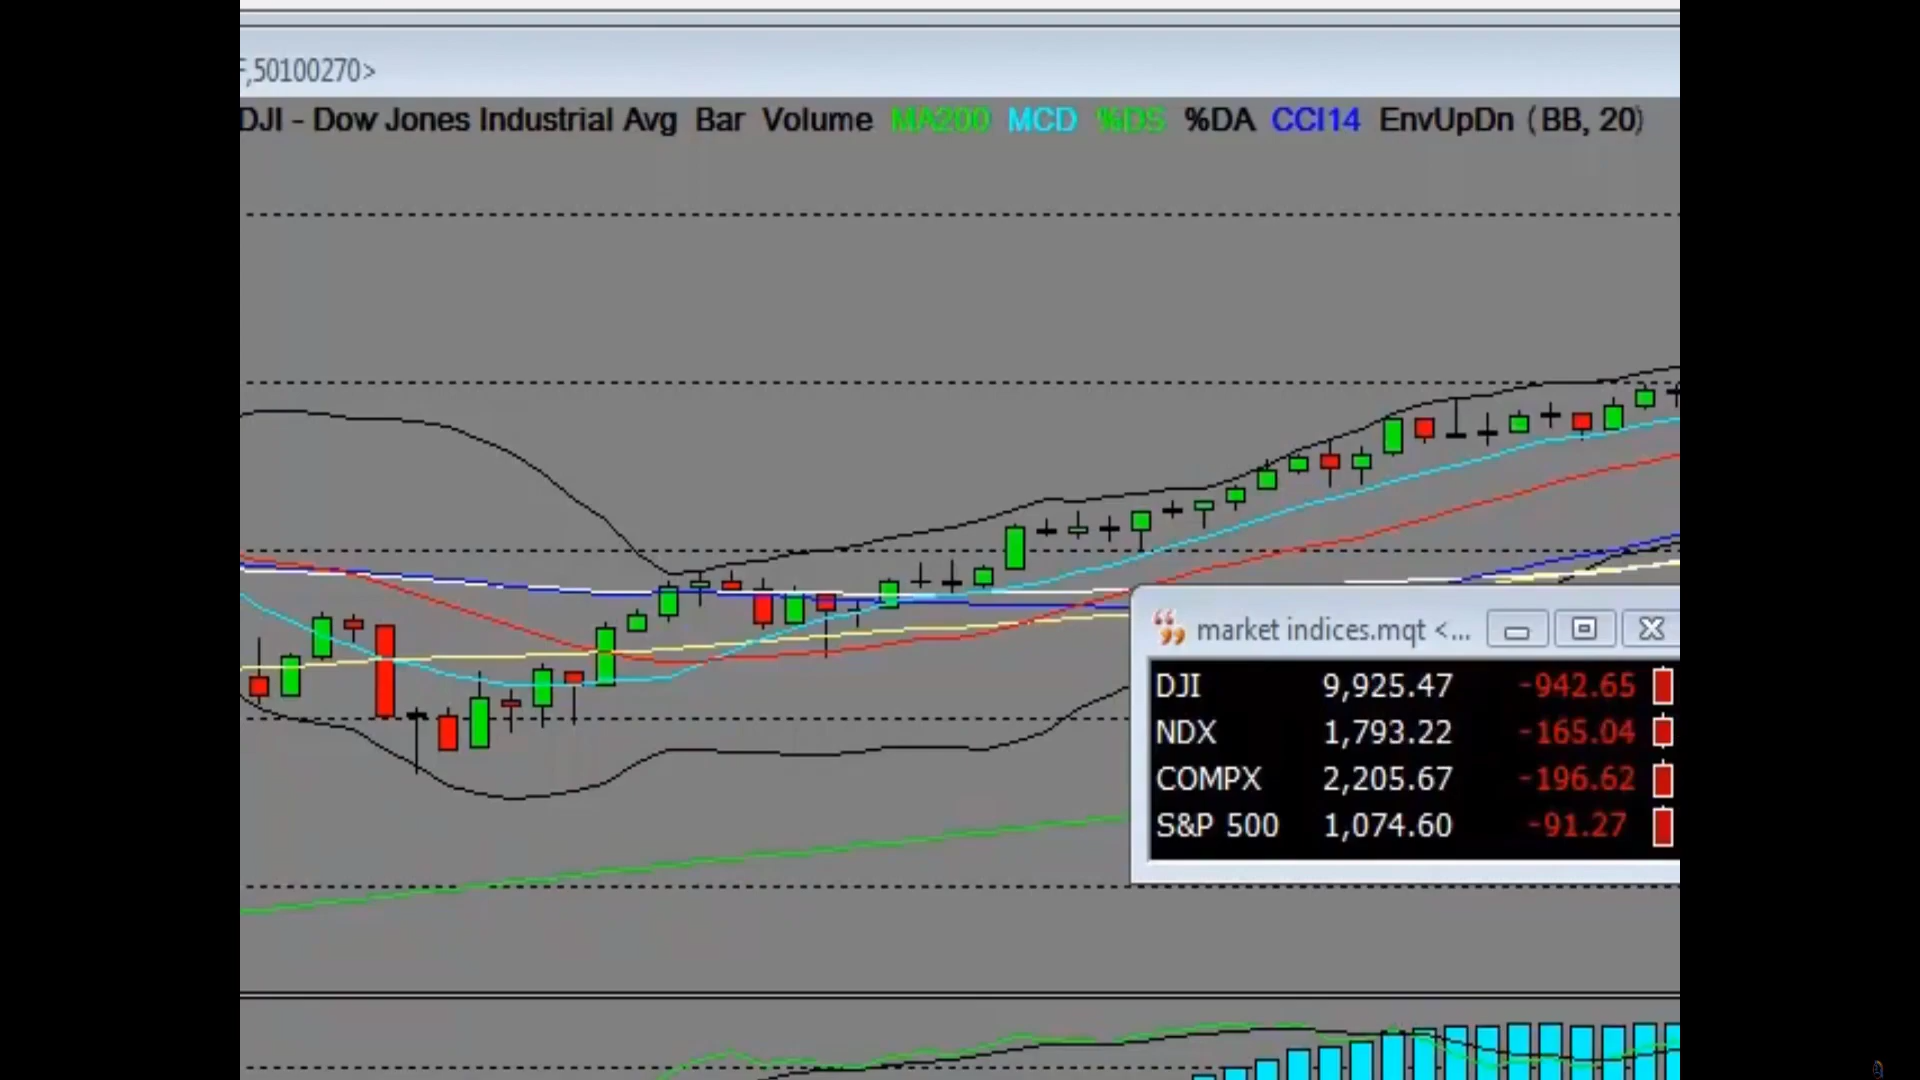 ,50100270>
DJI - Dow Jones Industrial Avg Bar Volume MA200 MCD %DS %DA CCI14 EnvUpDn (BB, 20)
market indices.mqt <...
DJI 9,925.47 -942.65
NDX 1,793.22 -165.04
COMPX 2,205.67 -196.62
S&P 500 1,074.60 -91.27